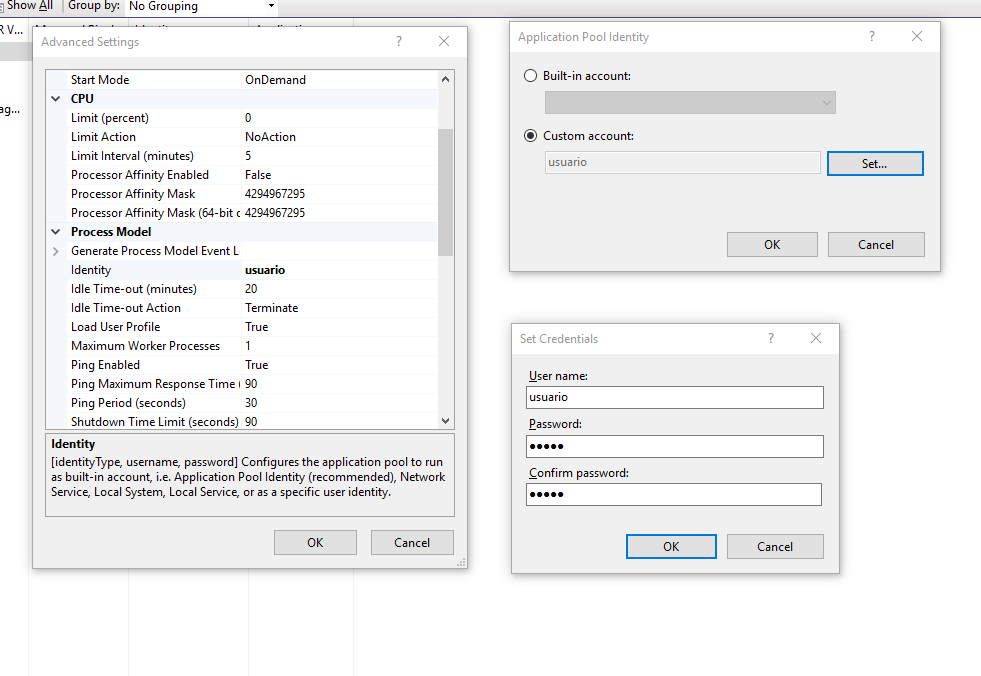 Show All Group by: No Grouping
R V...
ag...
Advanced Settings ? ×
Start Mode OnDemand
CPU
Limit (percent) 0
Limit Action NoAction
Limit Interval (minutes) 5
Processor Affinity Enabled False
Processor Affinity Mask 4294967295
Processor Affinity Mask (64-bit c 4294967295
Process Model
Generate Process Model Event L
Identity usuario
Idle Time-out (minutes) 20
Idle Time-out Action Terminate
Load User Profile True
Maximum Worker Processes 1
Ping Enabled True
Ping Maximum Response Time ( 90
Ping Period (seconds) 30
Shutdown Time Limit (seconds) 90
Identity
[identityType, username, password] Configures the application pool to run
as built-in account, i.e. Application Pool Identity (recommended), Network
Service, Local System, Local Service, or as a specific user identity.
OK Cancel
Application Pool Identity ? ×
Built-in account:
Custom account:
usuario Set...
OK Cancel
Set Credentials ? ×
User name:
usuario
Password:
●●●●●
Confirm password:
●●●●●
OK Cancel